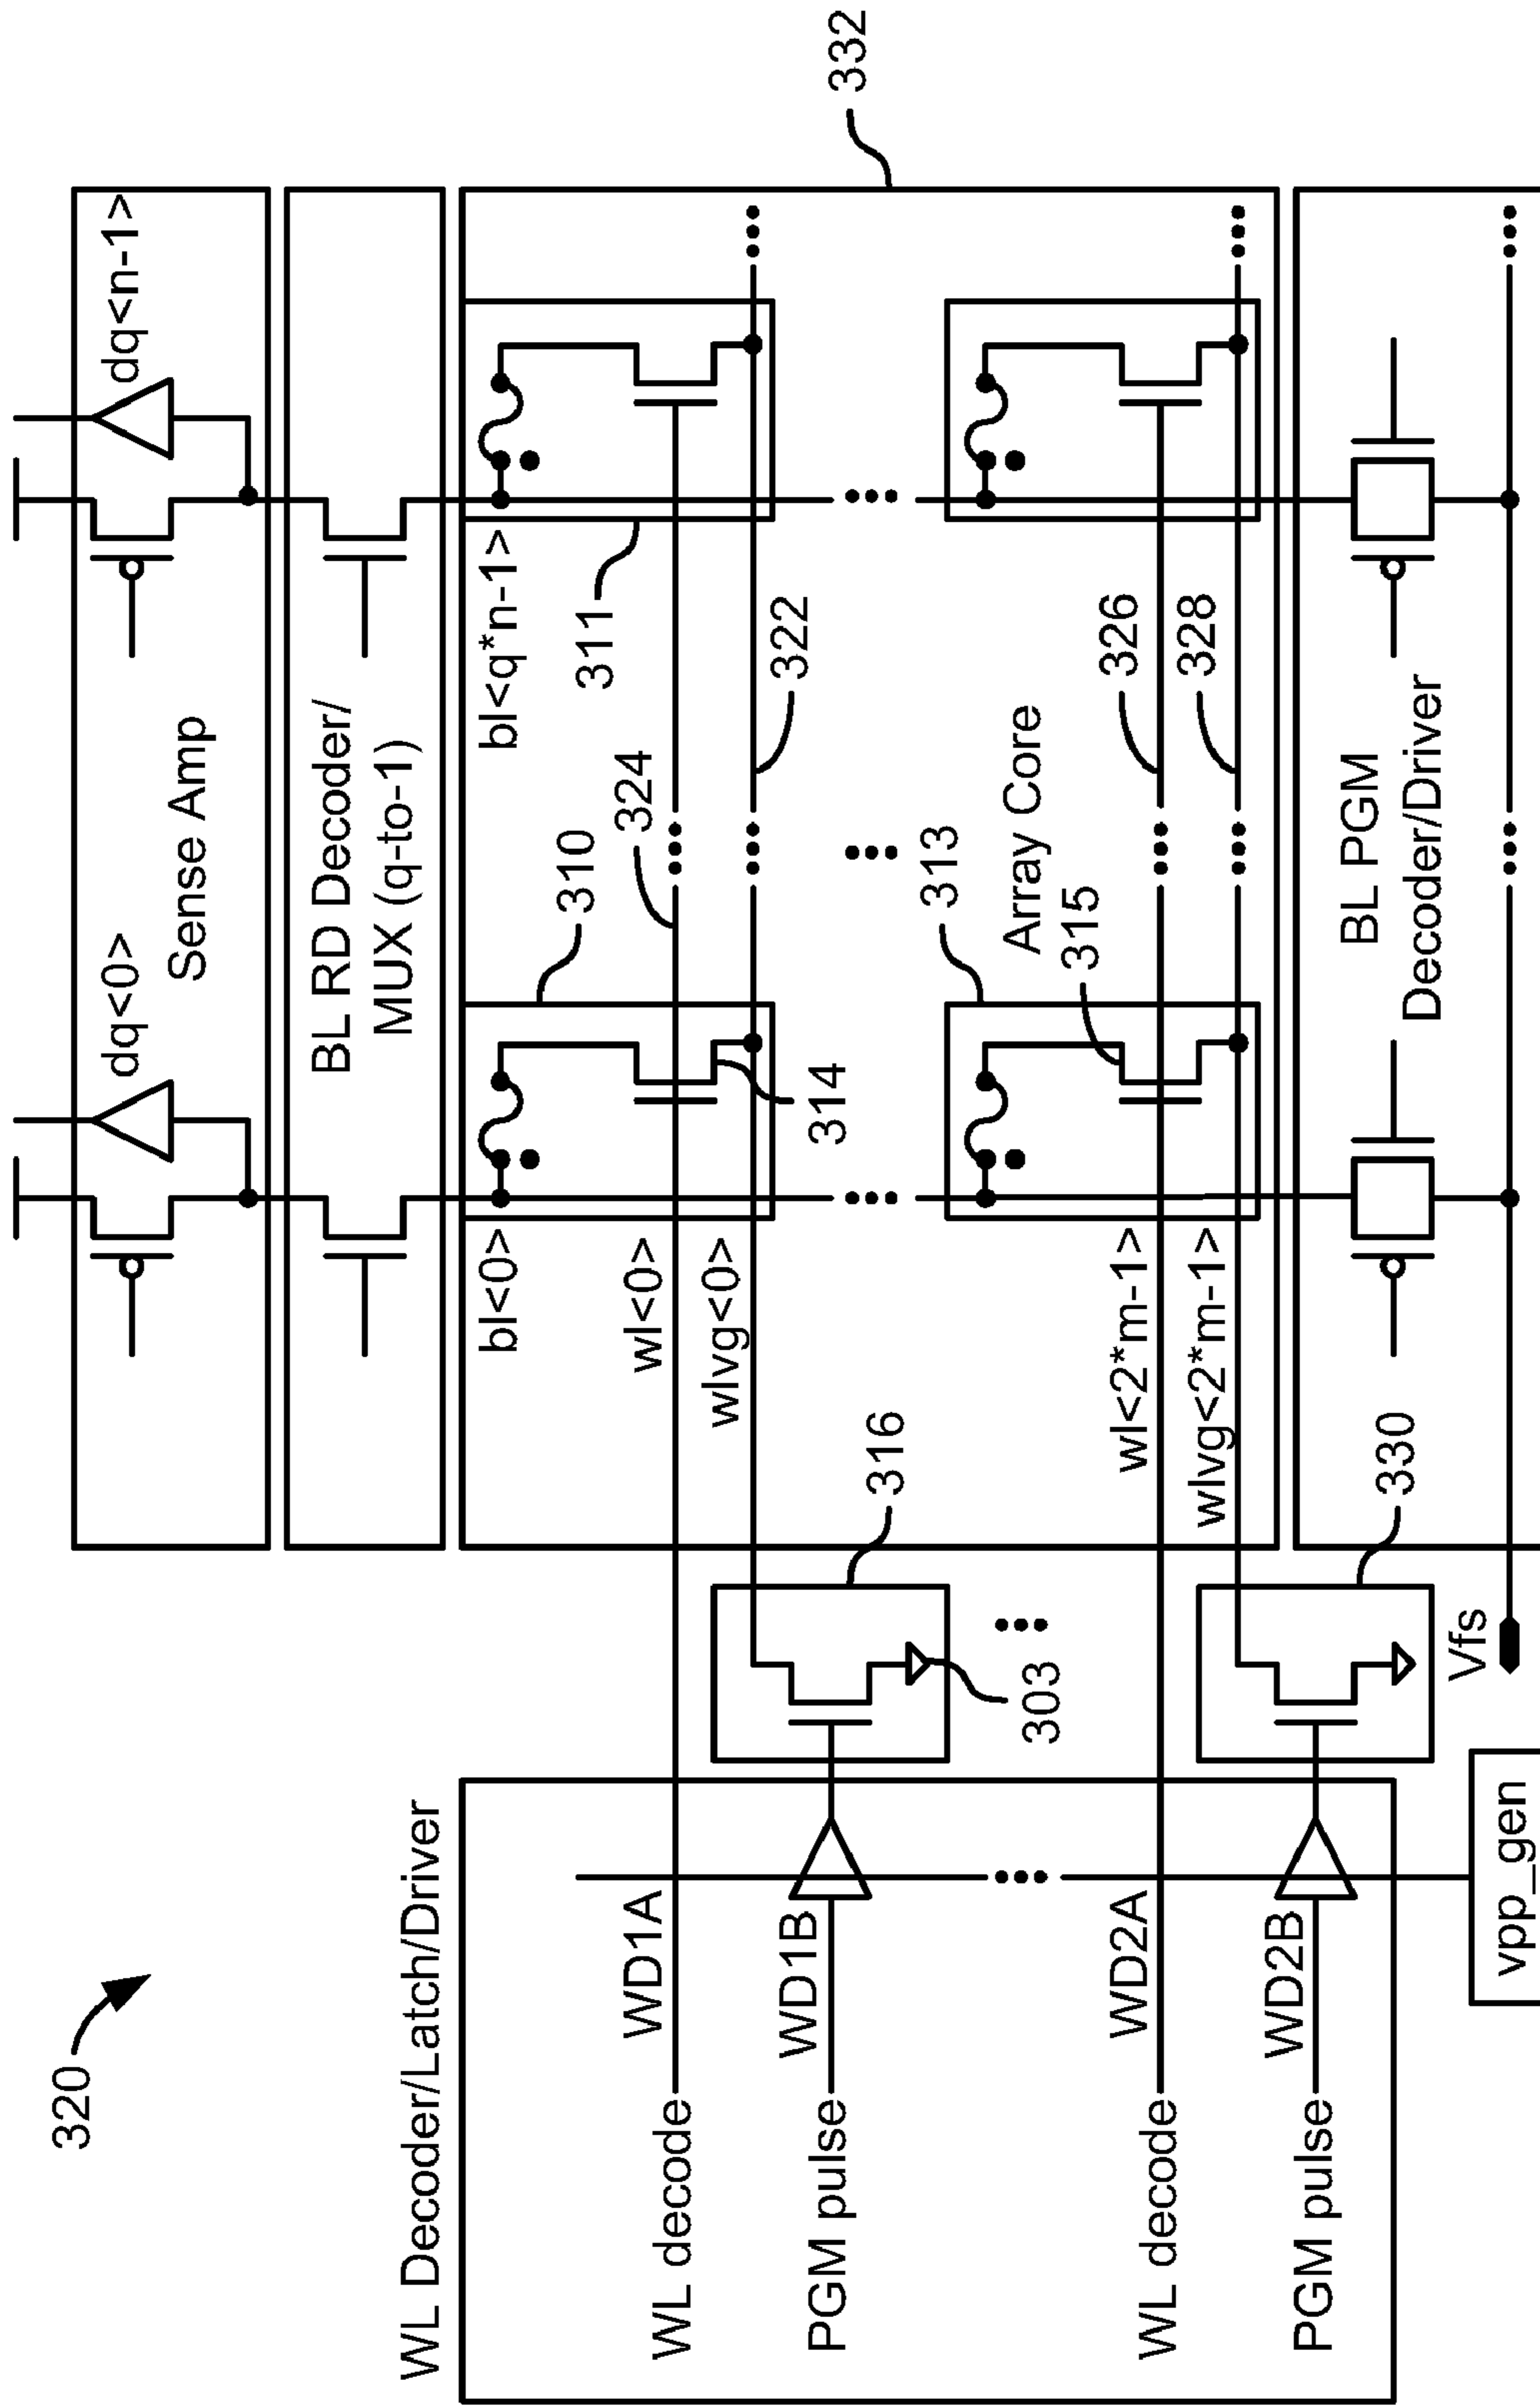 320
WL Decoder/Latch/Driver
WL decode
WD1A
PGM pulse
WD1B
WL decode
WD2A
PGM pulse
WD2B
vpp_gen
316
303
330
Vfs
dq<0>
Sense Amp
dq<n-1>
BL RD Decoder/
MUX (q-to-1)
bl<0>
bl<q*n-1>
wl<0>
wlvg<0>
310
311
324
314
322
332
wl<2*m-1>
wlvg<2*m-1>
313
Array Core
315
326
328
BL PGM
Decoder/Driver